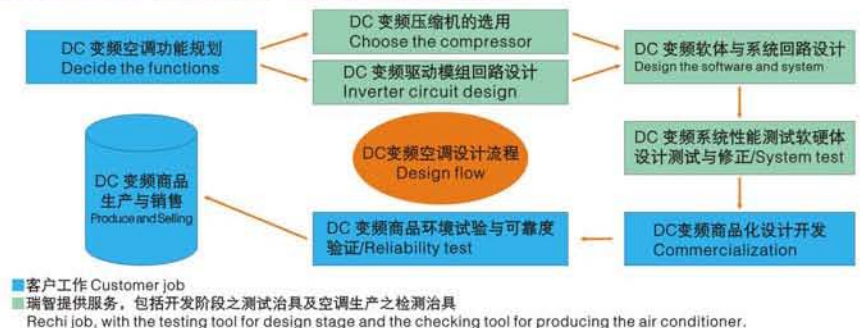 DC 变频空调功能规划
Decide the functions
DC 变频压缩机的选用
Choose the compressor
DC 变频驱动模组回路设计
Inverter circuit design
DC 变频软体与系统回路设计
Design the software and system
DC 变频系统性能测试软硬体
设计测试与修正/System test
DC变频商品化设计开发
Commercialization
DC 变频商品环境试验与可靠度
验证/Reliability test
DC 变频商品
生产与销售
Produce and Selling
DC变频空调设计流程
Design flow
客户工作 Customer job
瑞智提供服务，包括开发阶段之测试治具及空调生产之检测治具
Rechi job, with the testing tool for design stage and the checking tool for producing the air conditioner.